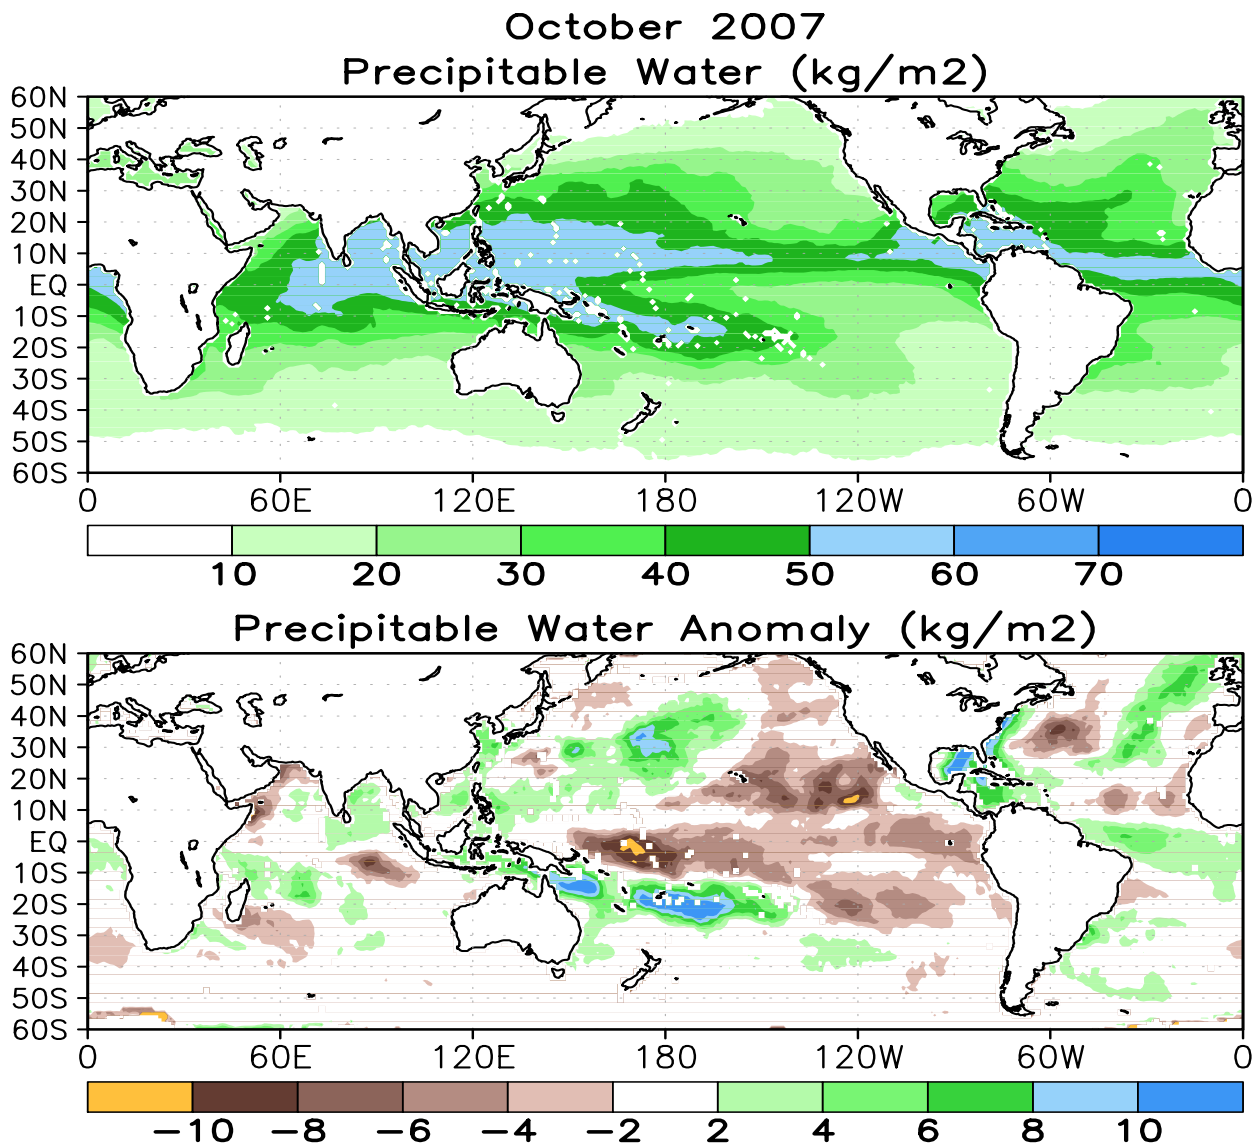 October 2007
Precipitable Water (kg/m2)
60N
50N
40N
30N
20N
10N
EQ
10S
20S
30S
40S
50S
60S
0 60E 120E 180 120W 60W 0
10 20 30 40 50 60 70
Precipitable Water Anomaly (kg/m2)
60N
50N
40N
30N
20N
10N
EQ
10S
20S
30S
40S
50S
60S
0 60E 120E 180 120W 60W 0
-10 -8 -6 -4 -2 2 4 6 8 10